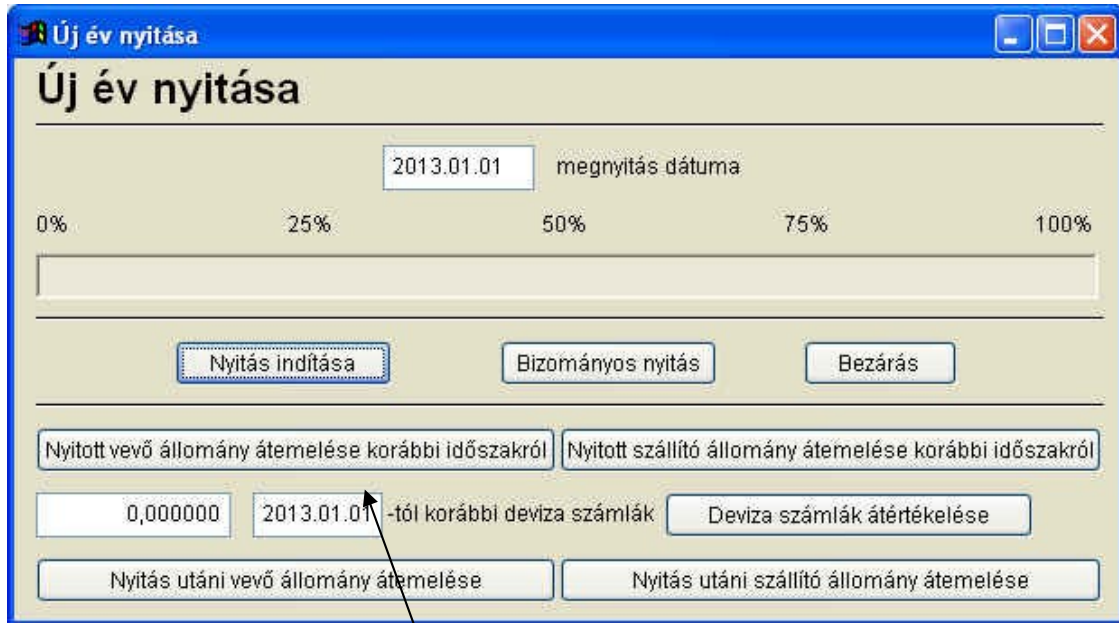 Új év nyitása
Új év nyitása
2013.01.01 megnyitás dátuma
0% 25% 50% 75% 100%
Nyitás indítása Bizományos nyitás Bezárás
Nyitott vevő állomány átemelése korábbi időszakról Nyitott szállító állomány átemelése korábbi időszakról
0,000000 2013.01.01 -tól korábbi deviza számlák Deviza számlák átértékelése
Nyitás utáni vevő állomány átemelése Nyitás utáni szállító állomány átemelése